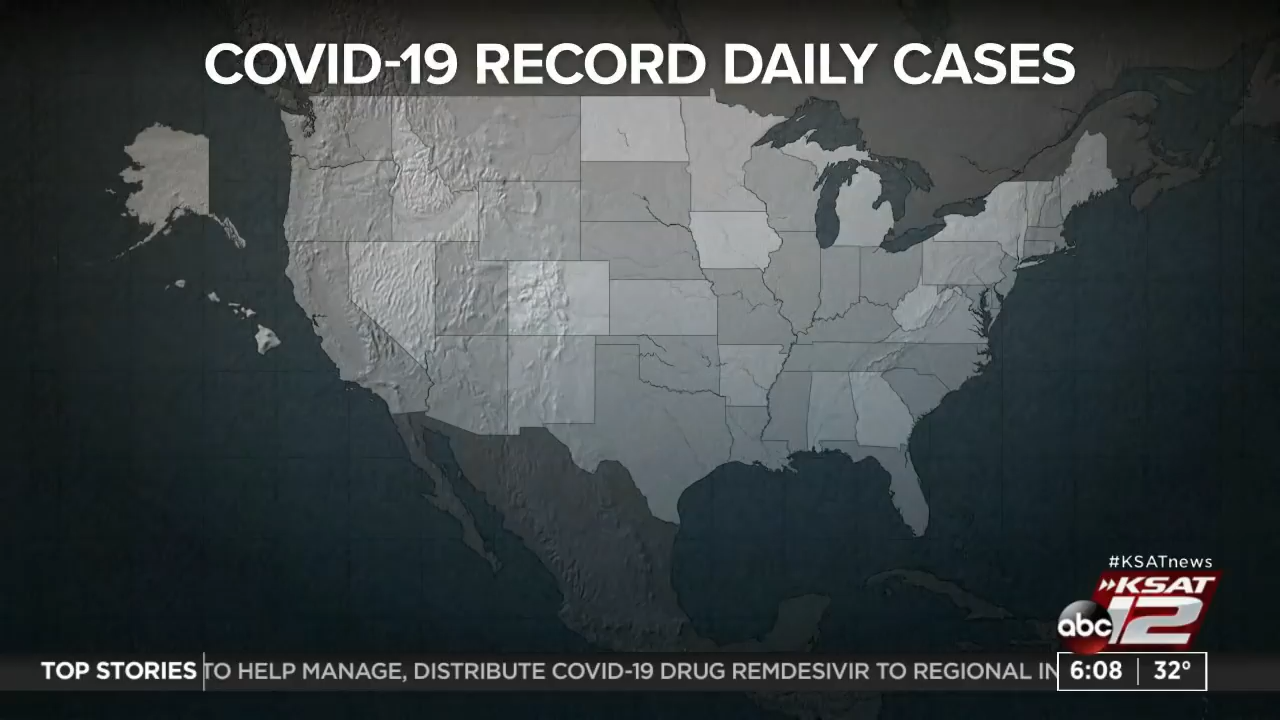 COVID-19 RECORD DAILY CASES
#KSATnews
KSAT
abc 12
TOP STORIES TO HELP MANAGE, DISTRIBUTE COVID-19 DRUG REMDESIVIR TO REGIONAL IN
6:08 32°